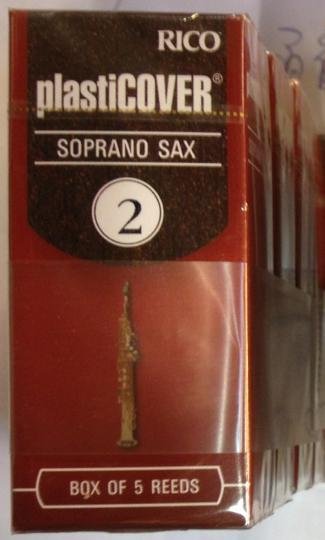 RICO
plastiCOVER®
SOPRANO SAX
2
BOX OF 5 REEDS